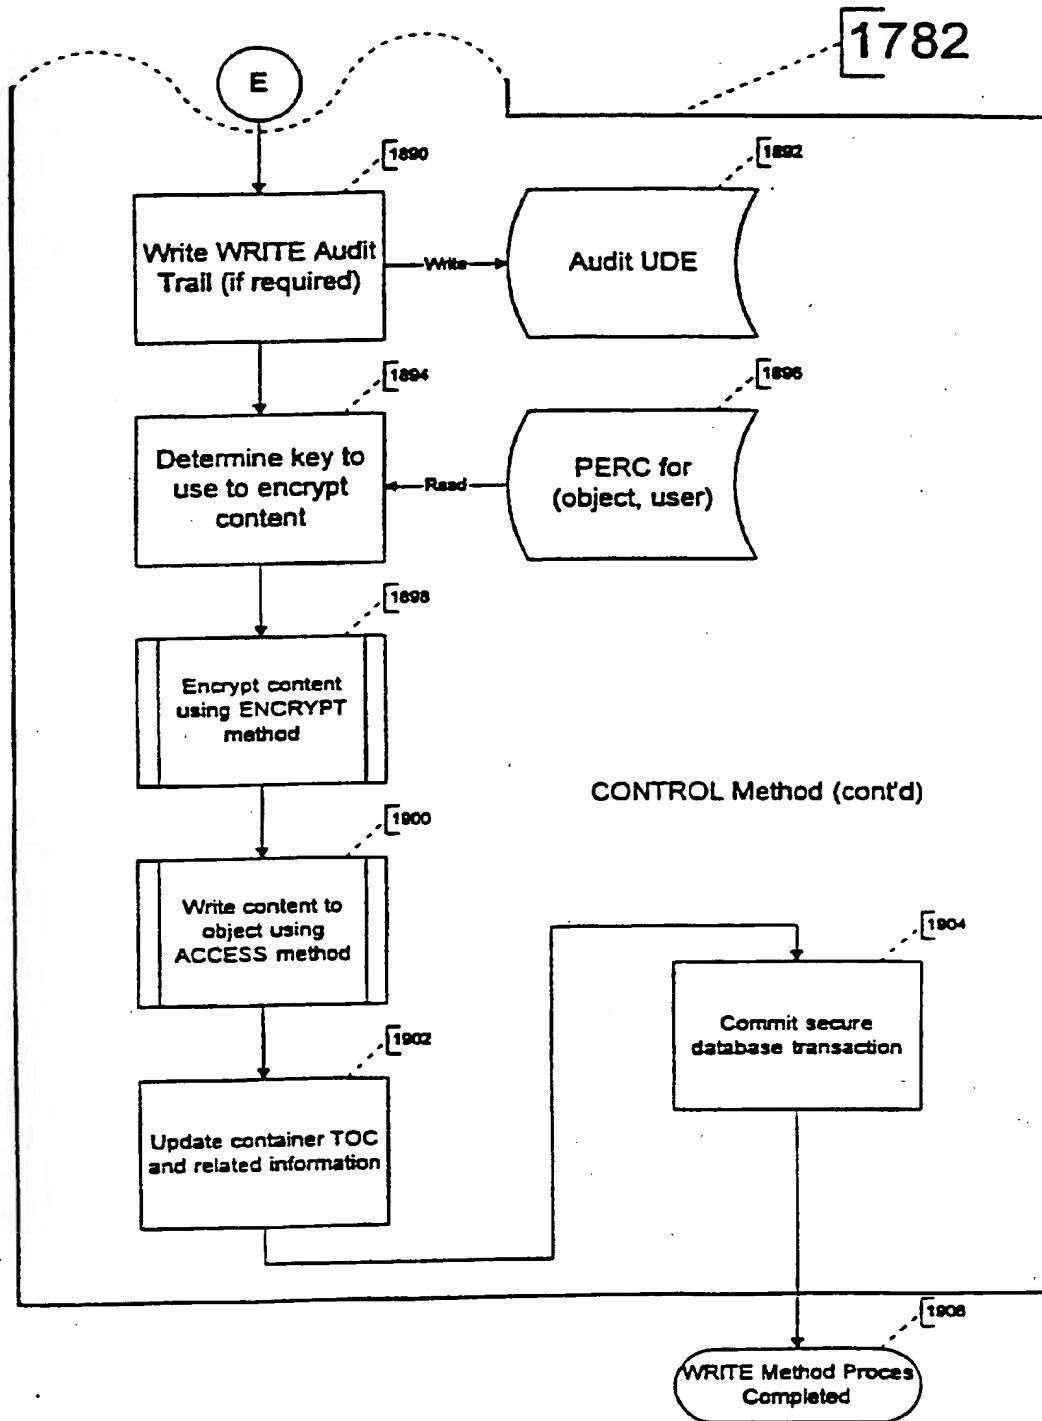 1782
E
1890
1892
Write WRITE Audit
Trail (if required)
Write
Audit UDE
1894
1896
Determine key to
use to encrypt
content
Read
PERC for
(object, user)
1898
Encrypt content
using ENCRYPT
method
CONTROL Method (cont'd)
1900
Write content to
object using
ACCESS method
1904
Commit secure
database transaction
1902
Update container TOC
and related information
1906
WRITE Method Proces
Completed